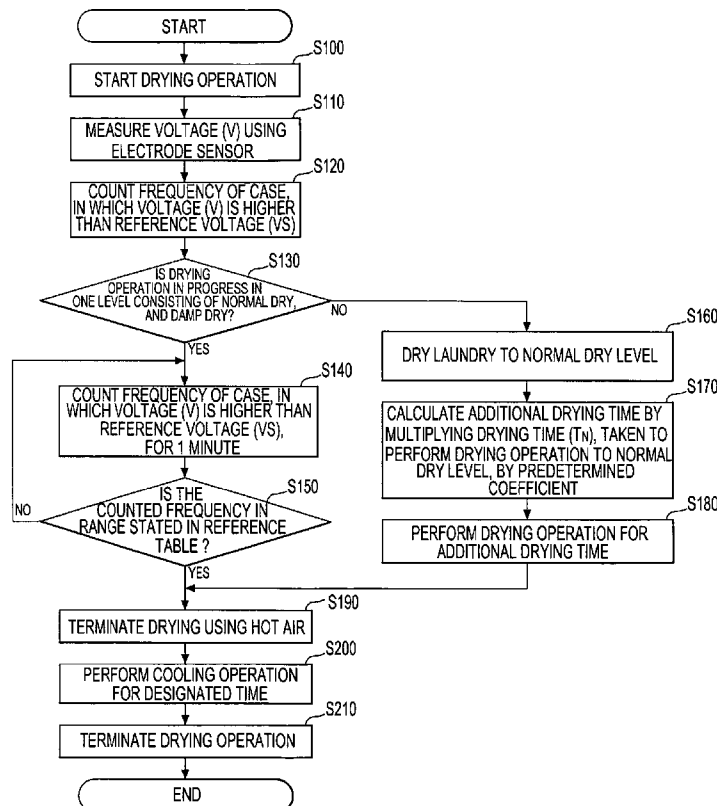 START
S100
START DRYING OPERATION
S110
MEASURE VOLTAGE (V) USING
ELECTRODE SENSOR
S120
COUNT FREQUENCY OF CASE,
IN WHICH VOLTAGE (V) IS HIGHER
THAN REFERENCE VOLTAGE (VS)
S130
IS DRYING
OPERATION IN PROGRESS IN
ONE LEVEL CONSISTING OF NORMAL DRY,
AND DAMP DRY?
NO
YES
S140
COUNT FREQUENCY OF CASE, IN
WHICH VOLTAGE (V) IS HIGHER THAN
REFERENCE VOLTAGE (VS),
FOR 1 MINUTE
S150
IS THE
COUNTED FREQUENCY IN
RANGE STATED IN REFERENCE
TABLE ?
NO
YES
S160
DRY LAUNDRY TO NORMAL DRY LEVEL
S170
CALCULATE ADDITIONAL DRYING TIME BY
MULTIPLYING DRYING TIME (TN), TAKEN TO
PERFORM DRYING OPERATION TO NORMAL
DRY LEVEL, BY PREDETERMINED
COEFFICIENT
S180
PERFORM DRYING OPERATION FOR
ADDITIONAL DRYING TIME
S190
TERMINATE DRYING USING HOT AIR
S200
PERFORM COOLING OPERATION
FOR DESIGNATED TIME
S210
TERMINATE DRYING OPERATION
END